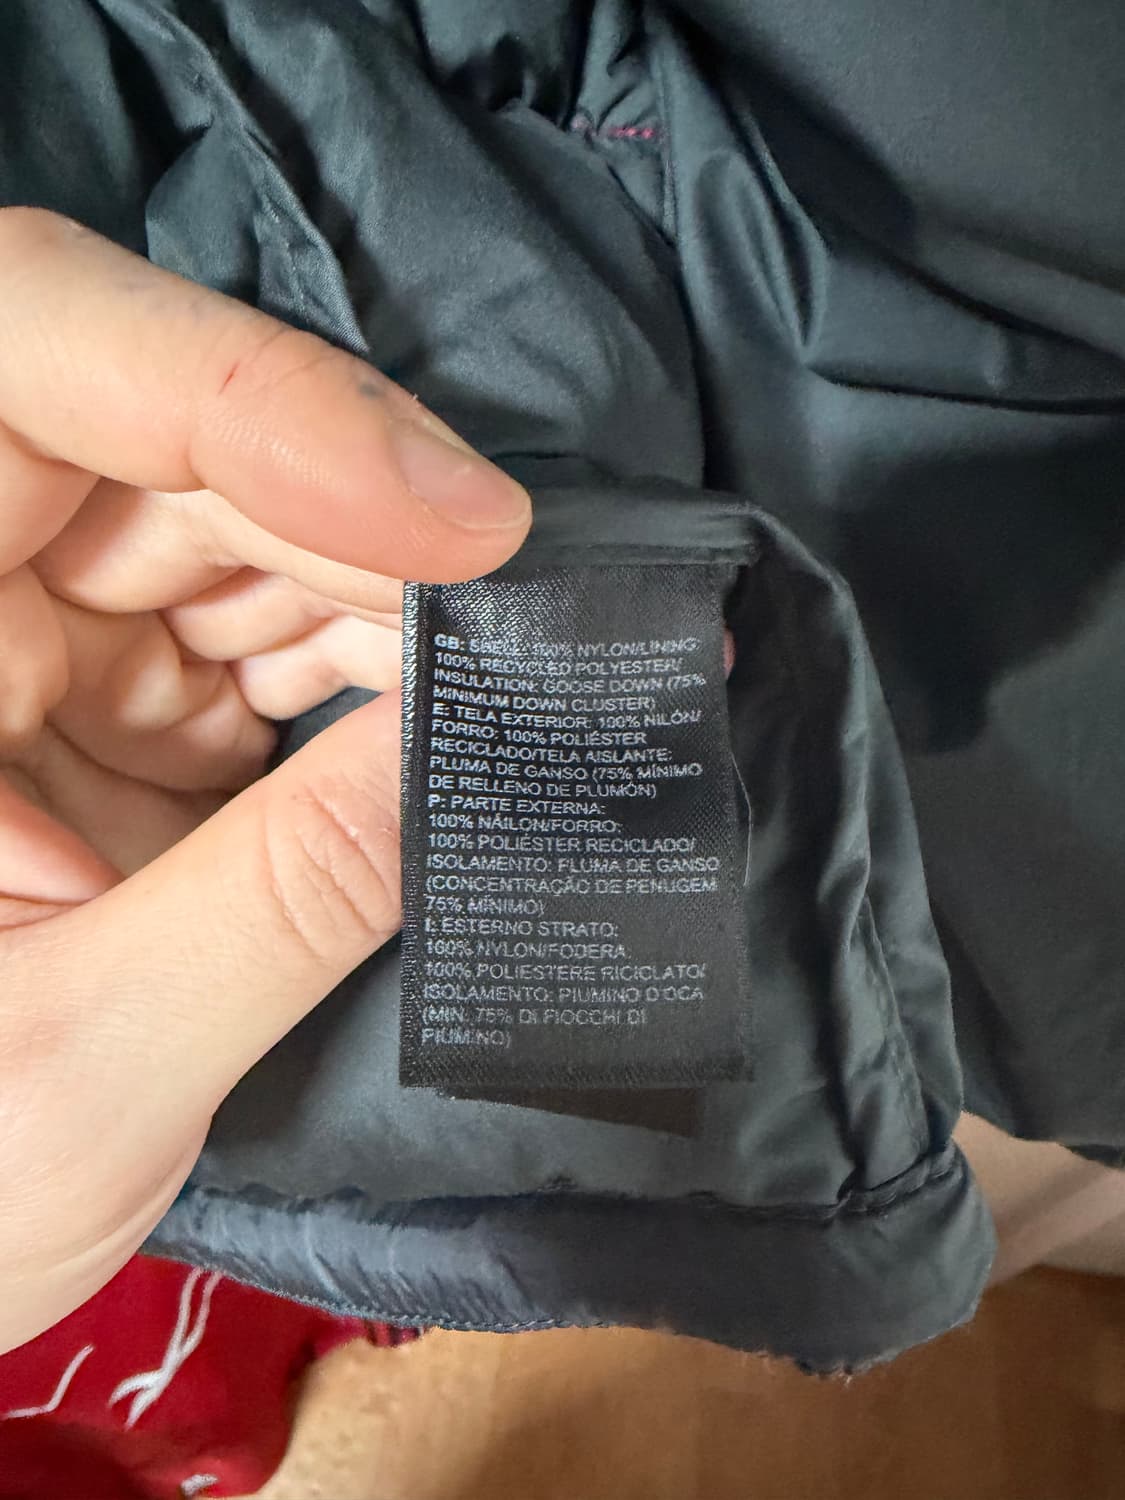 GB: SHELL: 100% NYLON/LINING:
100% RECYCLED POLYESTER/
INSULATION: GOOSE DOWN (75%
MINIMUM DOWN CLUSTER)
E: TELA EXTERIOR: 100% NILÓN/
FORRO: 100% POLIÉSTER
RECICLADO/TELA AISLANTE:
PLUMA DE GANSO (75% MÍNIMO
DE RELLENO DE PLUMÓN)
P: PARTE EXTERNA:
100% NÁILON/FORRO:
100% POLIÉSTER RECICLADO/
ISOLAMENTO: PLUMA DE GANSO
(CONCENTRAÇÃO DE PENUGEM
75% MÍNIMO)
I: ESTERNO STRATO:
100% NYLON/FODERA:
100% POLIESTERE RICICLATO/
ISOLAMENTO: PIUMINO D'OCA
(MIN. 75% DI FIOCCHI DI
PIUMINO)